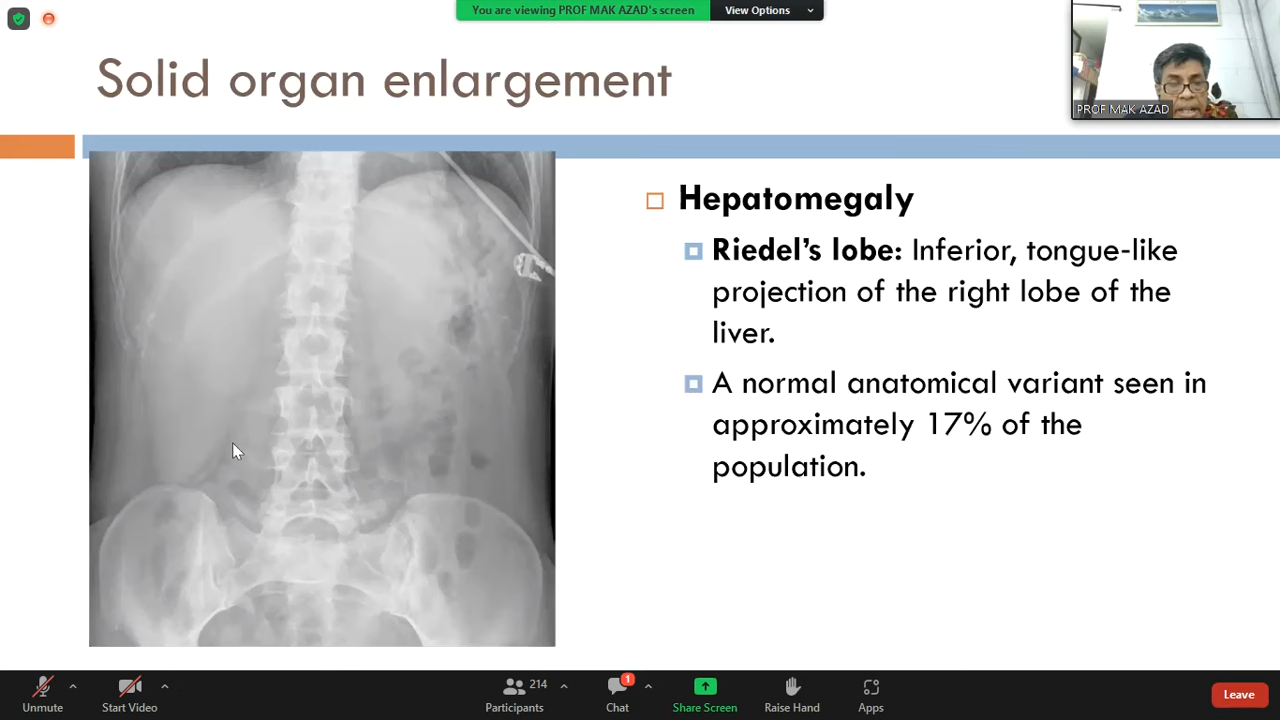 You are viewing PROF MAK AZAD's screen
View Options
Solid organ enlargement
PROF MAK AZAD
Hepatomegaly
Riedel’s lobe: Inferior, tongue-like
projection of the right lobe of the
liver.
A normal anatomical variant seen in
approximately 17% of the
population.
Unmute
Start Video
214
Participants
1
Chat
Share Screen
Raise Hand
Apps
Leave